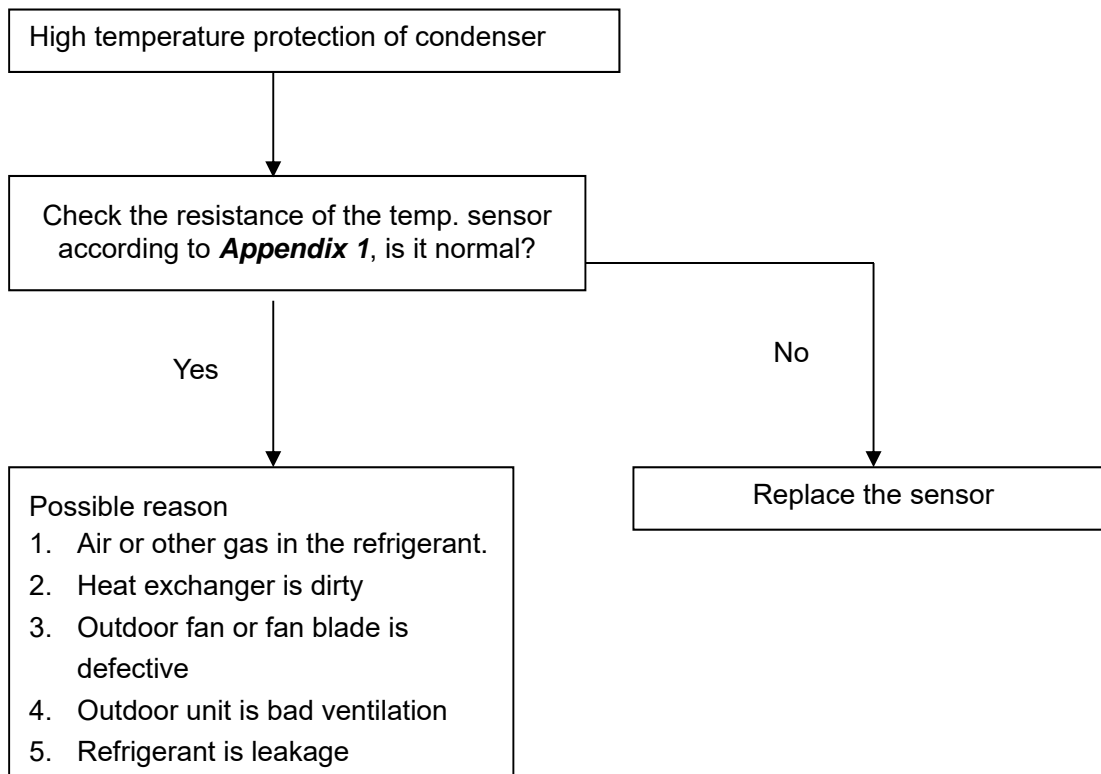 High temperature protection of condenser
Check the resistance of the temp. sensor
according to Appendix 1, is it normal?
Yes
No
Possible reason
1. Air or other gas in the refrigerant.
2. Heat exchanger is dirty
3. Outdoor fan or fan blade is
defective
4. Outdoor unit is bad ventilation
5. Refrigerant is leakage
Replace the sensor